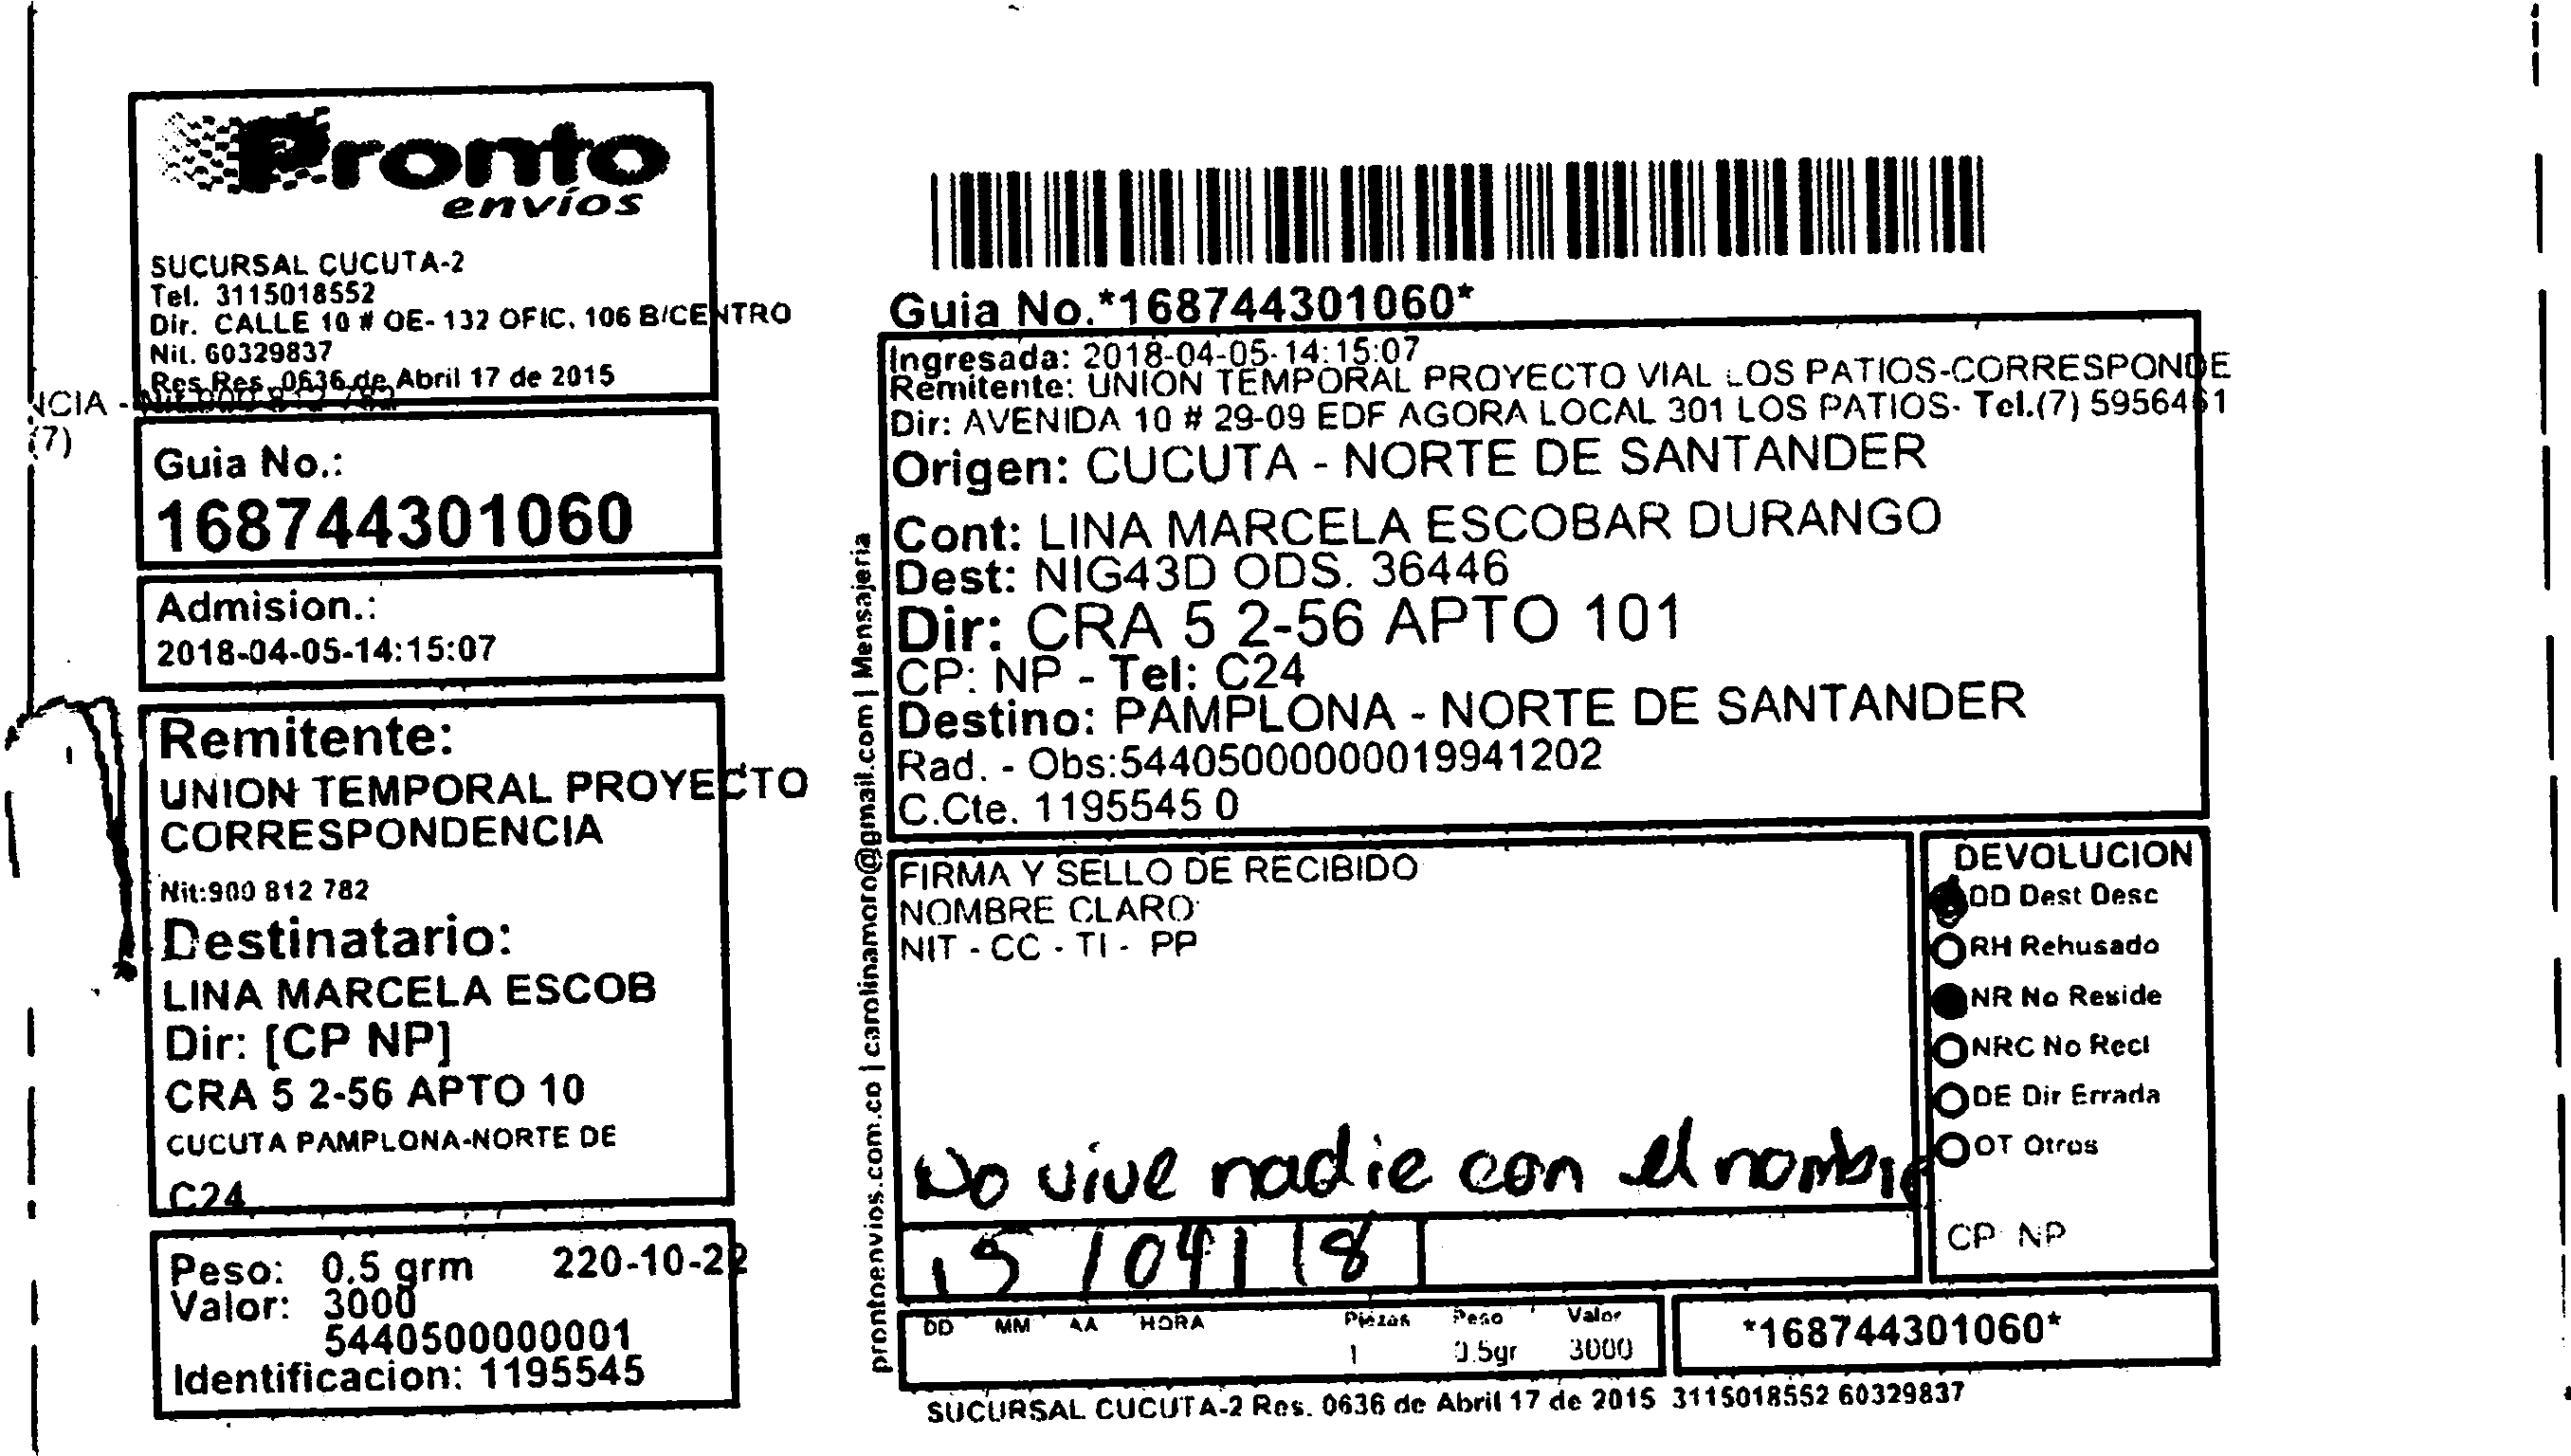 Pronto
envíos
SUCURSAL CUCUTA-2
Tel. 3115018552
Dir. CALLE 10 # OE- 132 OFIC. 106 B/CENTRO
Nit. 60329837
Res Res. 0636 de Abril 17 de 2015
NCIA - Nit 900 812 782
(7)
Guia No.:
168744301060
Admision.:
2018-04-05-14:15:07
Remitente:
UNION TEMPORAL PROYECTO
CORRESPONDENCIA
Nit:900 812 782
Destinatario:
LINA MARCELA ESCOB
Dir: [CP NP]
CRA 5 2-56 APTO 10
CUCUTA PAMPLONA-NORTE DE
C24
Peso: 0.5 grm 220-10-22
Valor: 3000
5440500000001
Identificacion: 1195545
prontoenvios.com.co | carolinamoro@gmail.com | Mensajeria
Guia No.*168744301060*
Ingresada: 2018-04-05-14:15:07
Remitente: UNION TEMPORAL PROYECTO VIAL LOS PATIOS-CORRESPONDE
Dir: AVENIDA 10 # 29-09 EDF AGORA LOCAL 301 LOS PATIOS- Tel.(7) 5956461
Origen: CUCUTA - NORTE DE SANTANDER
Cont: LINA MARCELA ESCOBAR DURANGO
Dest: NIG43D ODS. 36446
Dir: CRA 5 2-56 APTO 101
CP: NP - Tel: C24
Destino: PAMPLONA - NORTE DE SANTANDER
Rad. - Obs:544050000000019941202
C.Cte. 1195545 0
FIRMA Y SELLO DE RECIBIDO
NOMBRE CLARO
NIT - CC - TI - PP
No vive nadie con el nombre
15 / 04 | 18
DD MM AA HORA Piezas Peso Valor
1 0.5gr 3000
DEVOLUCION
DD Dest Desc
RH Rehusado
NR No Reside
NRC No Recl
DE Dir Errada
OT Otros
CP NP
*168744301060*
SUCURSAL CUCUTA-2 Res. 0636 de Abril 17 de 2015 3115018552 60329837